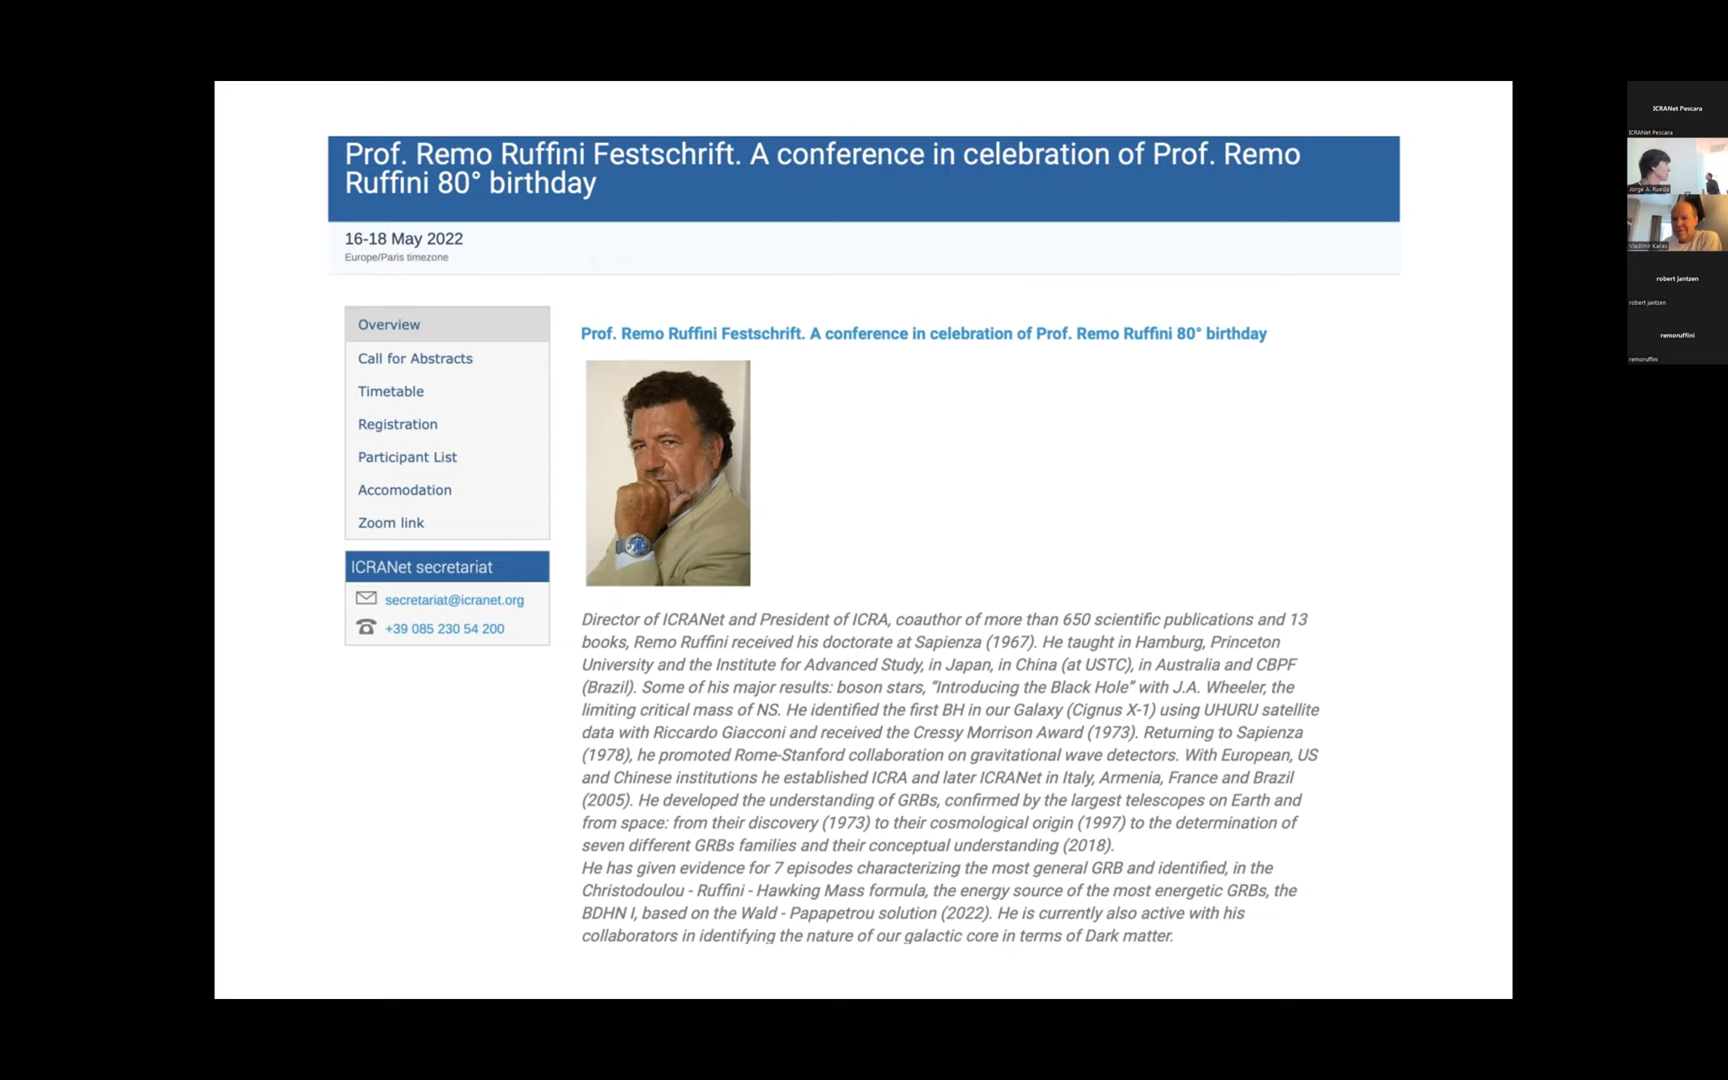 Prof. Remo Ruffini Festschrift. A conference in celebration of Prof. Remo
Ruffini 80° birthday
16-18 May 2022
Europe/Paris timezone
Overview
Call for Abstracts
Timetable
Registration
Participant List
Accomodation
Zoom link
ICRANet secretariat
secretariat@icranet.org
+39 085 230 54 200
Prof. Remo Ruffini Festschrift. A conference in celebration of Prof. Remo Ruffini 80° birthday
Director of ICRANet and President of ICRA, coauthor of more than 650 scientific publications and 13
books, Remo Ruffini received his doctorate at Sapienza (1967). He taught in Hamburg, Princeton
University and the Institute for Advanced Study, in Japan, in China (at USTC), in Australia and CBPF
(Brazil). Some of his major results: boson stars, “Introducing the Black Hole” with J.A. Wheeler, the
limiting critical mass of NS. He identified the first BH in our Galaxy (Cignus X-1) using UHURU satellite
data with Riccardo Giacconi and received the Cressy Morrison Award (1973). Returning to Sapienza
(1978), he promoted Rome-Stanford collaboration on gravitational wave detectors. With European, US
and Chinese institutions he established ICRA and later ICRANet in Italy, Armenia, France and Brazil
(2005). He developed the understanding of GRBs, confirmed by the largest telescopes on Earth and
from space: from their discovery (1973) to their cosmological origin (1997) to the determination of
seven different GRBs families and their conceptual understanding (2018).
He has given evidence for 7 episodes characterizing the most general GRB and identified, in the
Christodoulou - Ruffini - Hawking Mass formula, the energy source of the most energetic GRBs, the
BDHN I, based on the Wald - Papapetrou solution (2022). He is currently also active with his
collaborators in identifying the nature of our galactic core in terms of Dark matter.
ICRANet Pescara
ICRANet Pescara
Jorge A. Rueda
Vladimir Karas
robert jantzen
robert jantzen
remoruffini
remoruffini